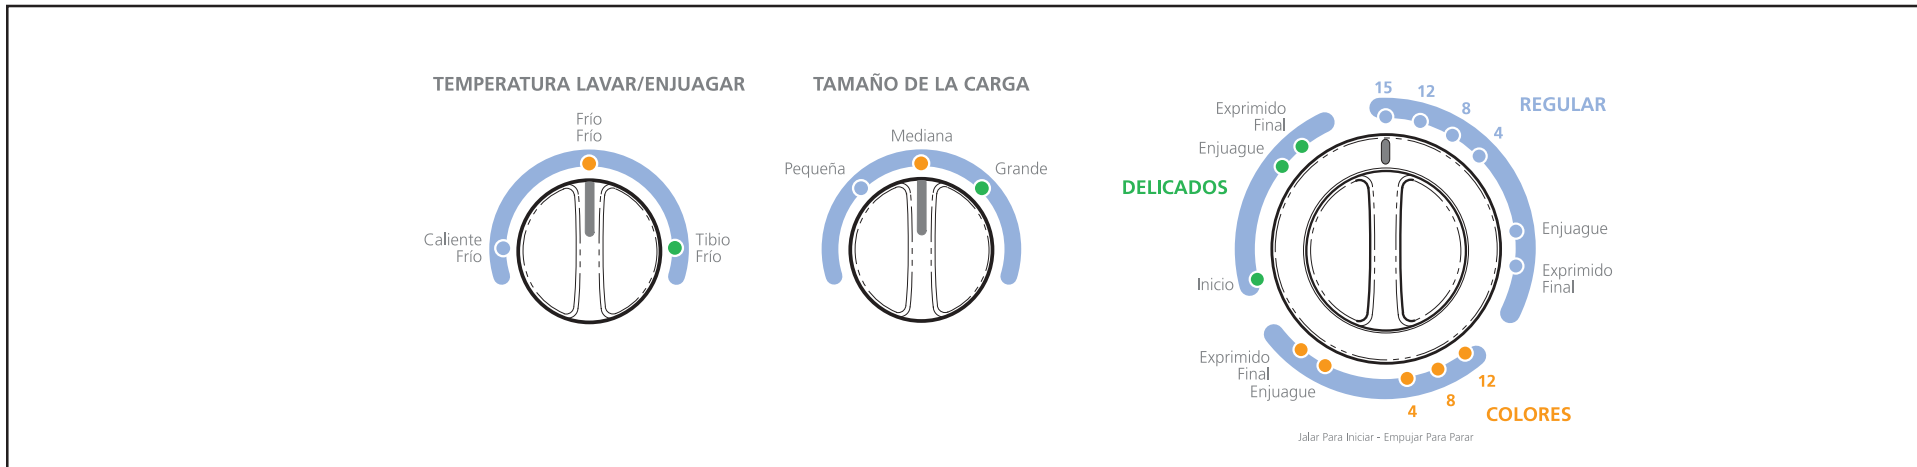 TEMPERATURA LAVAR/ENJUAGAR
Frío
Frío
Caliente
Frío
Tibio
Frío
TAMAÑO DE LA CARGA
Mediana
Pequeña
Grande
15
12
8
4
REGULAR
Enjuague
Exprimido
Final
12
8
4
COLORES
Enjuague
Exprimido
Final
Inicio
DELICADOS
Enjuague
Exprimido
Final
Jalar Para Iniciar - Empujar Para Parar